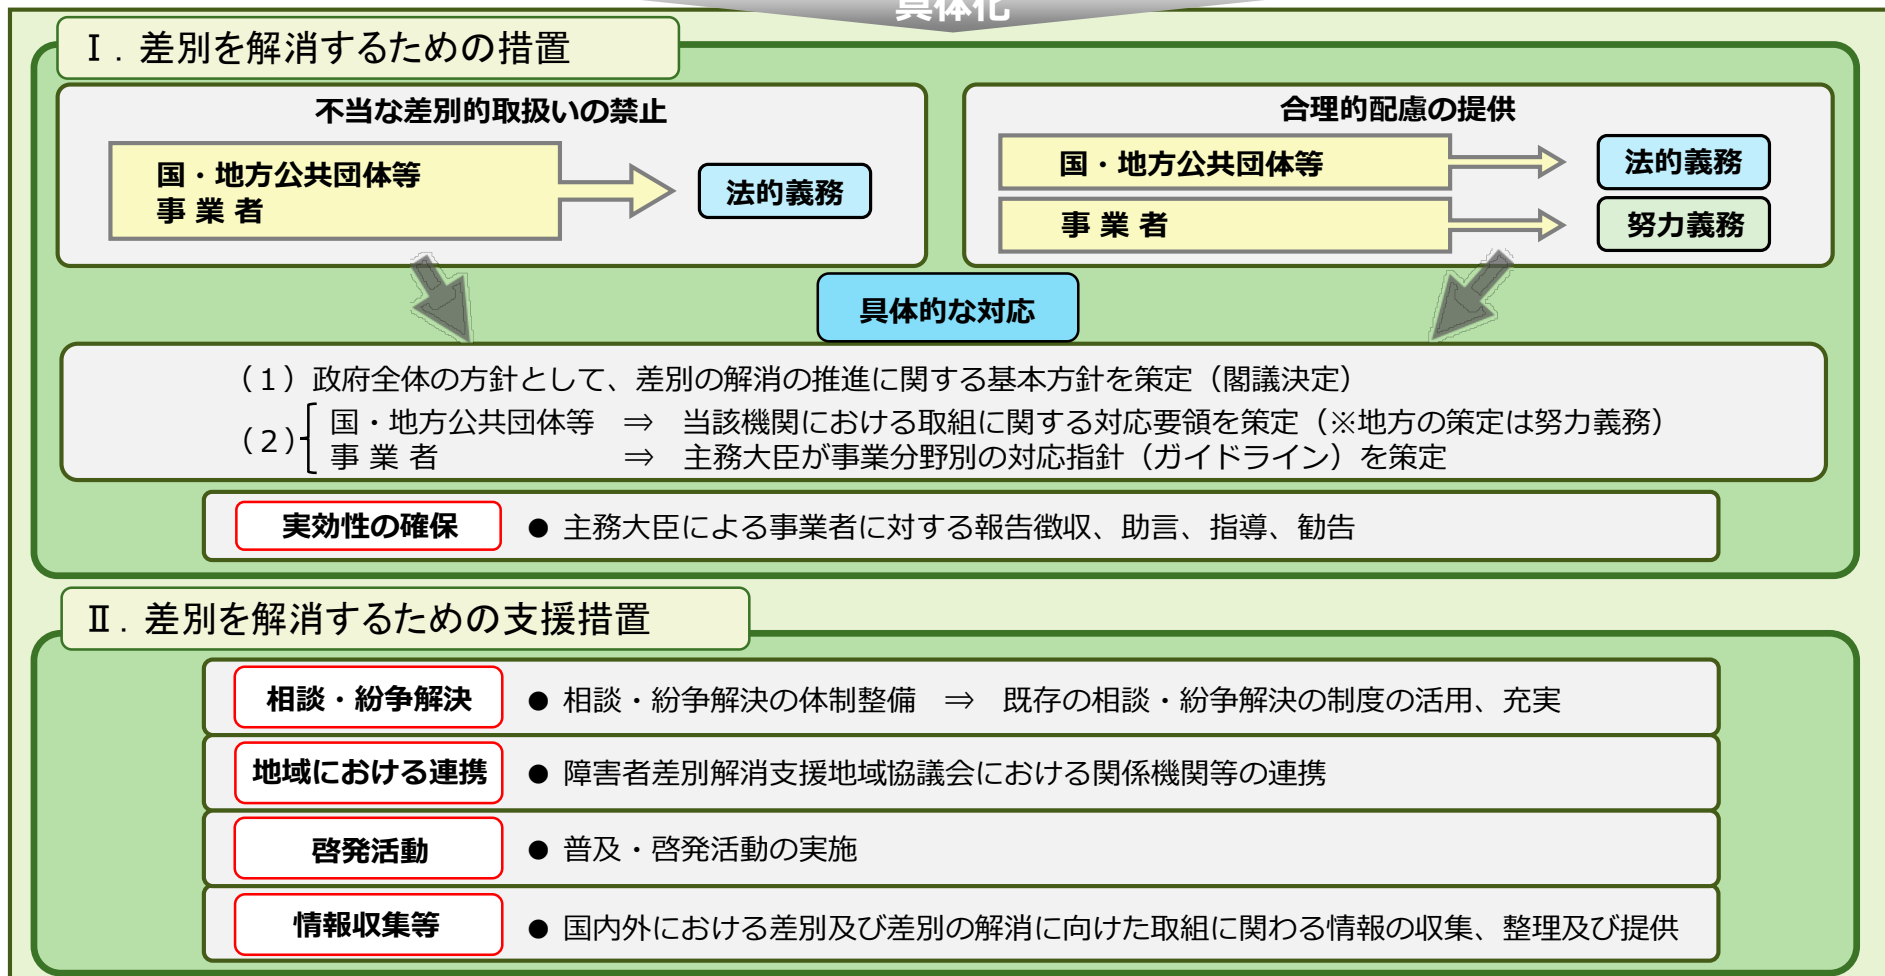 具体化
Ⅰ．差別を解消するための措置
不当な差別的取扱いの禁止
国・地方公共団体等
事 業 者
法的義務
合理的配慮の提供
国・地方公共団体等
法的義務
事 業 者
努力義務
具体的な対応
（１）政府全体の方針として、差別の解消の推進に関する基本方針を策定（閣議決定）
（２）
国・地方公共団体等 ⇒ 当該機関における取組に関する対応要領を策定（※地方の策定は努力義務）
事 業 者 ⇒ 主務大臣が事業分野別の対応指針（ガイドライン）を策定
実効性の確保 ● 主務大臣による事業者に対する報告徴収、助言、指導、勧告
Ⅱ．差別を解消するための支援措置
相談・紛争解決 ● 相談・紛争解決の体制整備 ⇒ 既存の相談・紛争解決の制度の活用、充実
地域における連携 ● 障害者差別解消支援地域協議会における関係機関等の連携
啓発活動 ● 普及・啓発活動の実施
情報収集等 ● 国内外における差別及び差別の解消に向けた取組に関わる情報の収集、整理及び提供